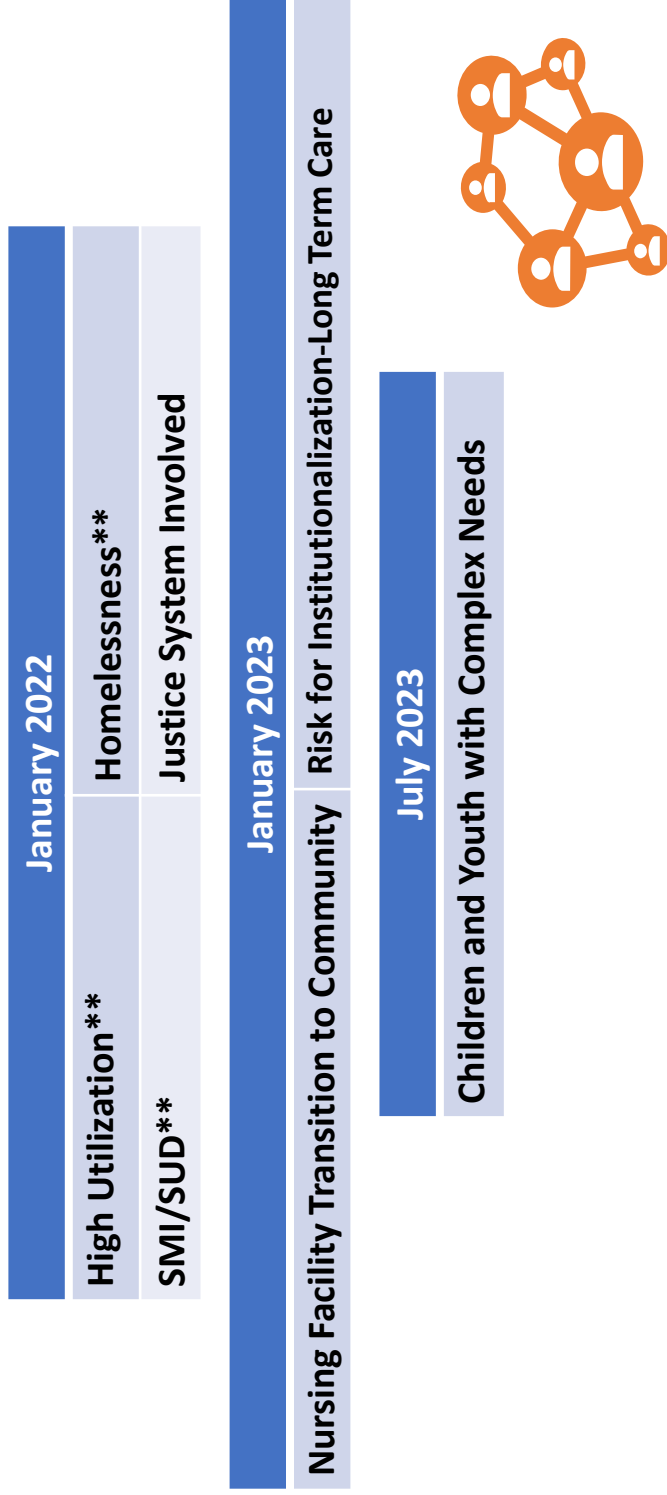 January 2022
High Utilization** Homelessness**
SMI/SUD** Justice System Involved
January 2023
Nursing Facility Transition to Community Risk for Institutionalization-Long Term Care
July 2023
Children and Youth with Complex Needs